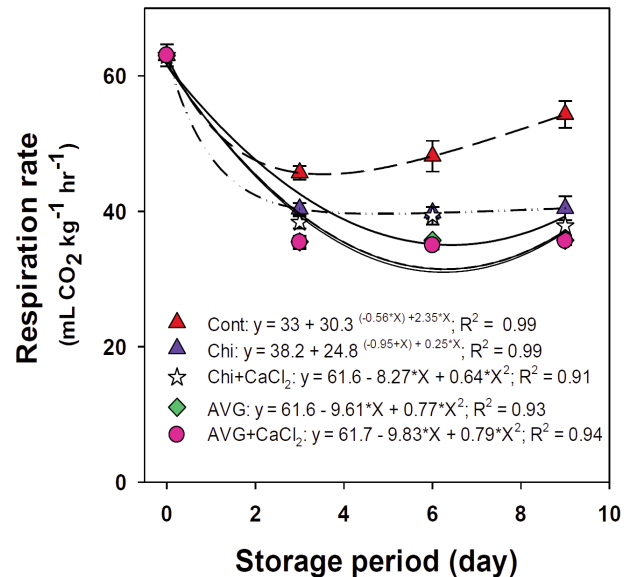 Respiration rate
(mL CO₂ kg⁻¹ hr⁻¹)
60
40
20
0
Cont: y = 33 + 30.3 ⁽⁻⁰·⁵⁶*ˣ⁾ ⁺²·³⁵*ˣ; R² = 0.99
Chi: y = 38.2 + 24.8 ⁽⁻⁰·⁹⁵⁺ˣ⁾ ⁺ ⁰·²⁵*ˣ; R² = 0.99
Chi+CaCl₂: y = 61.6 - 8.27*X + 0.64*X²; R² = 0.91
AVG: y = 61.6 - 9.61*X + 0.77*X²; R² = 0.93
AVG+CaCl₂: y = 61.7 - 9.83*X + 0.79*X²; R² = 0.94
0 2 4 6 8 10
Storage period (day)